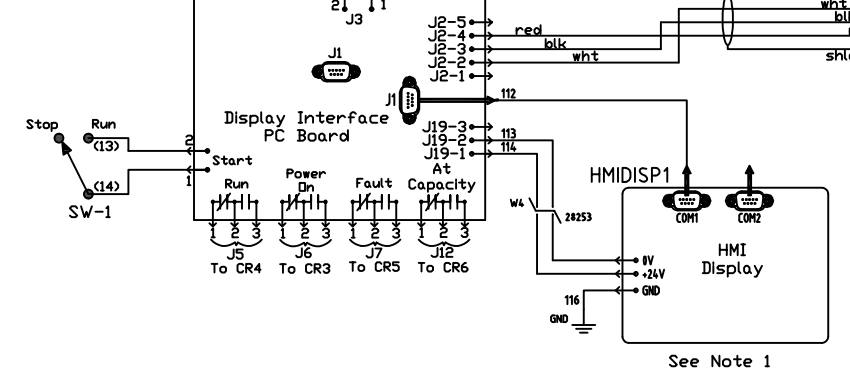 2 1
J3
wht
J2-5
J2-4 red
J2-3 blk
J2-2 wht
J2-1
J1
J1
112
Display Interface
PC Board
J19-3
J19-2 113
J19-1 114
Stop Run
(13)
2
Start
1
(14)
SW-1
Run
Power
On
Fault
At
Capacity
1 2 3
1 2 3
1 2 3
1 2 3
J5
To CR4
J6
To CR3
J7
To CR5
J12
To CR6
W4
28253
HMIDISP1
COM1
COM2
HMI
Display
0V
+24V
GND
116
GND
See Note 1